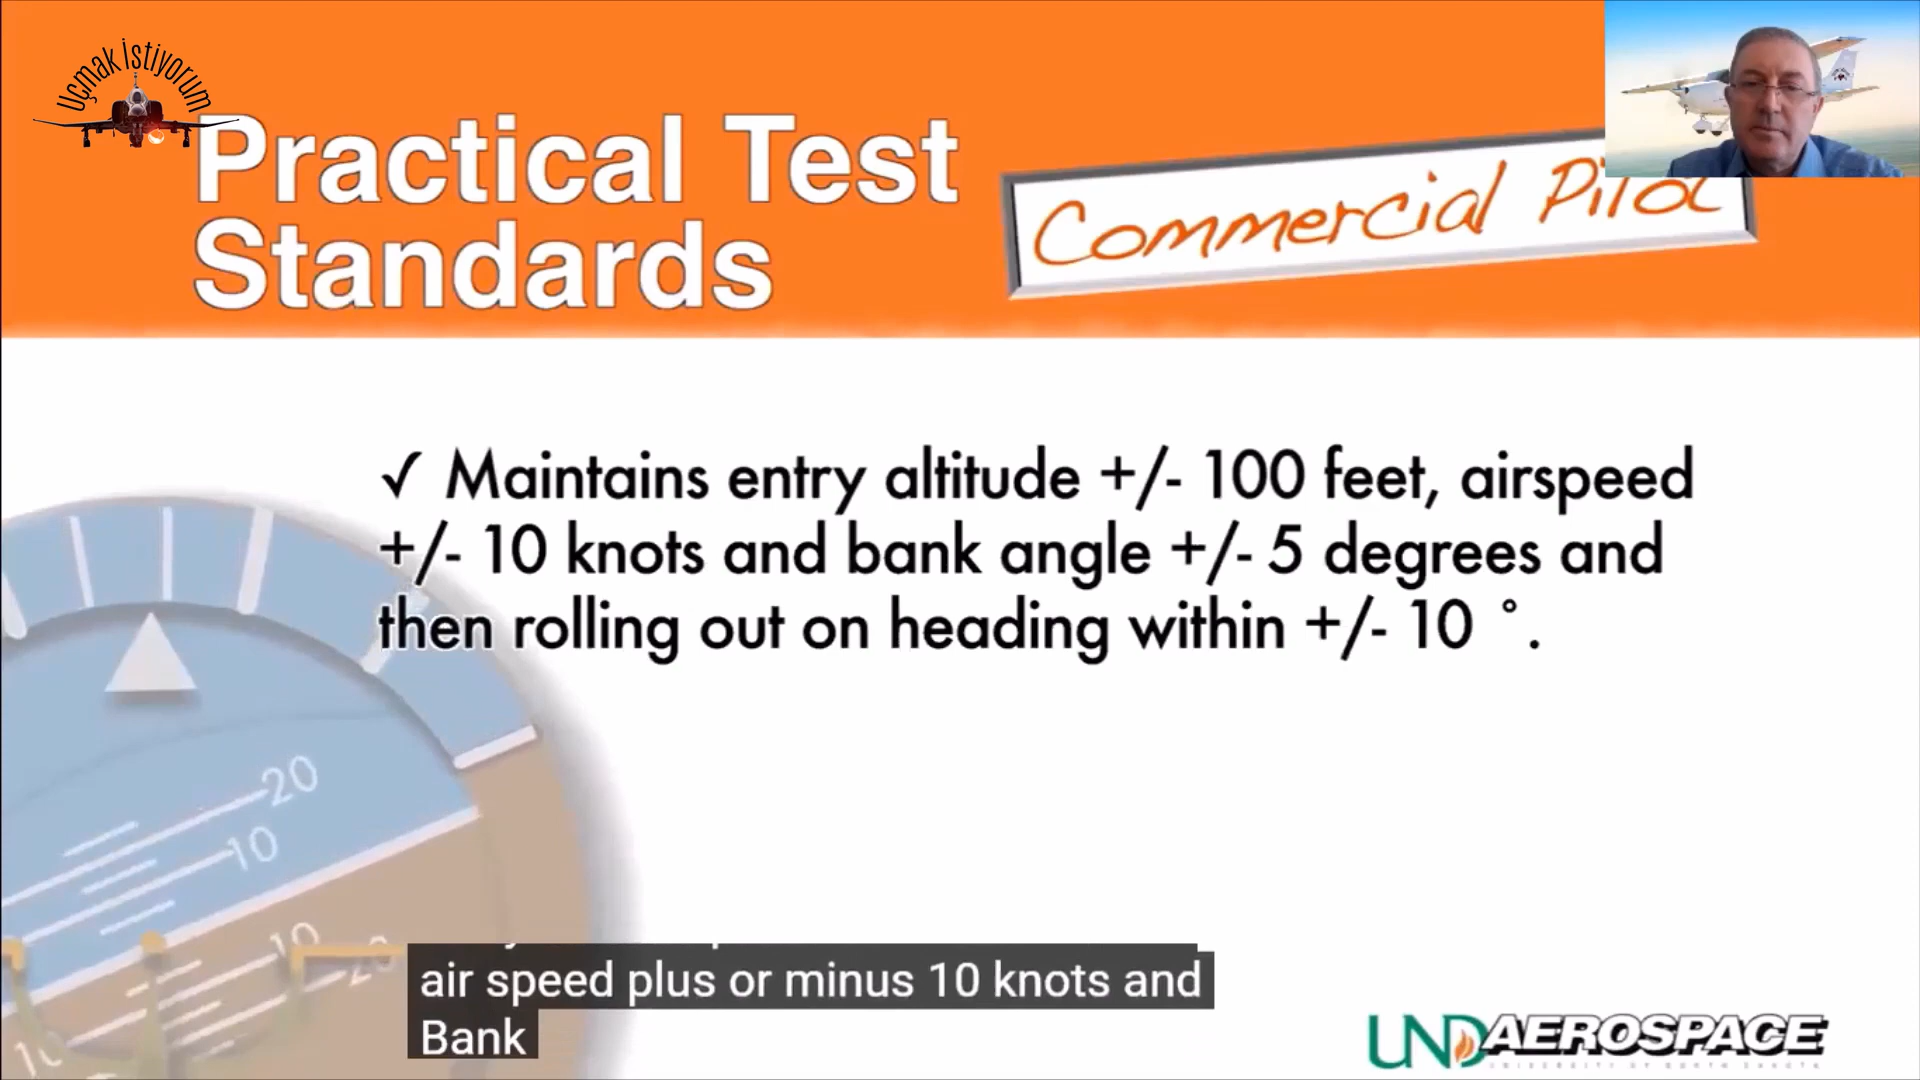 Uçmak İstiyorum
Practical Test
Standards
Commercial Pilot
✓ Maintains entry altitude +/- 100 feet, airspeed
+/- 10 knots and bank angle +/- 5 degrees and
then rolling out on heading within +/- 10 °.
20
10
10
20
10
air speed plus or minus 10 knots and
Bank
UND AEROSPACE